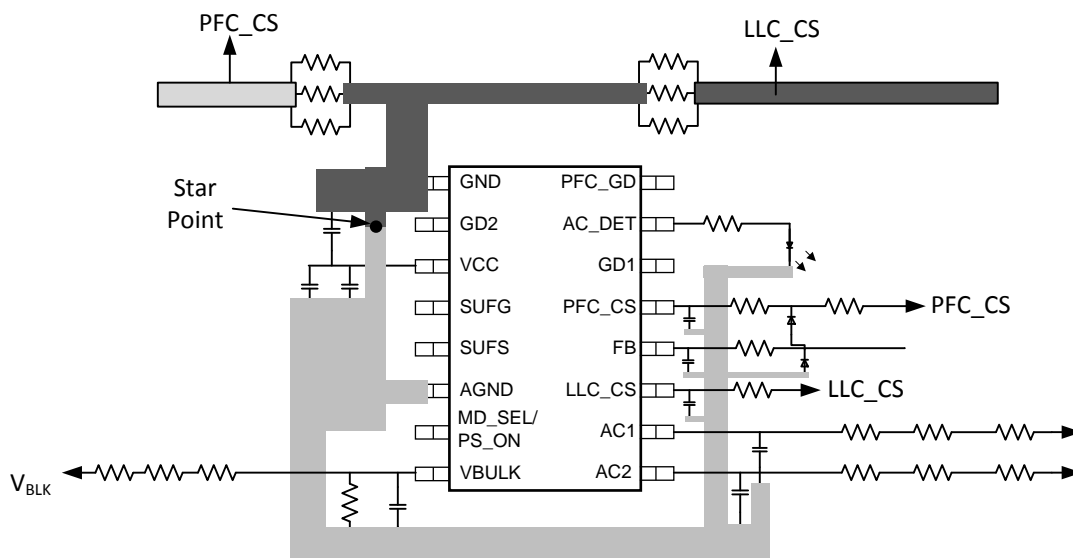 PFC_CS
LLC_CS
Star
Point
GND
GD2
VCC
SUFG
SUFS
AGND
MD_SEL/
PS_ON
VBULK
PFC_GD
AC_DET
GD1
PFC_CS
FB
LLC_CS
AC1
AC2
PFC_CS
LLC_CS
VBLK